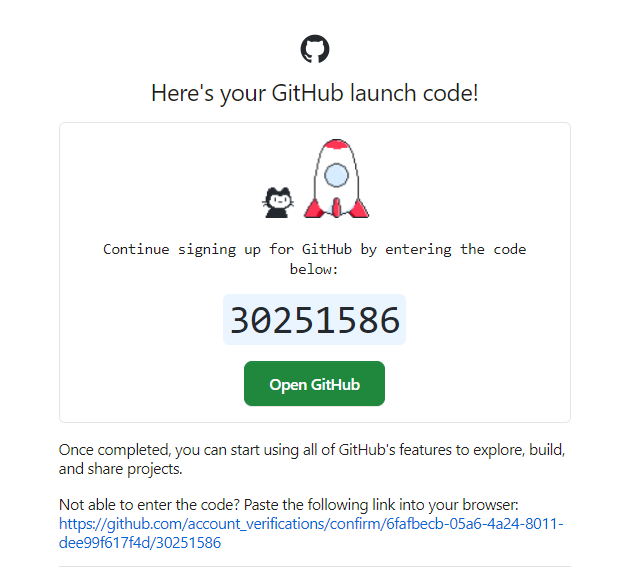 Here's your GitHub launch code!
Continue signing up for GitHub by entering the code
below:
30251586
Open GitHub
Once completed, you can start using all of GitHub's features to explore, build,
and share projects.
Not able to enter the code? Paste the following link into your browser:
https://github.com/account_verifications/confirm/6fafbecb-05a6-4a24-8011-
dee99f617f4d/30251586